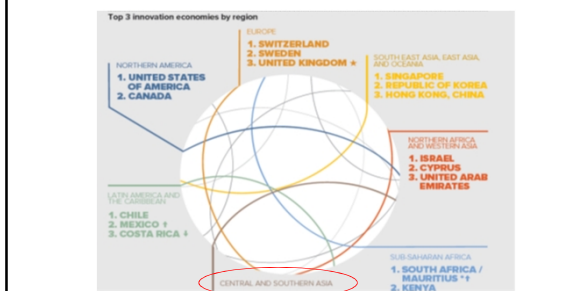 Top 3 innovation economies by region
EUROPE
1. SWITZERLAND
2. SWEDEN
3. UNITED KINGDOM ★
SOUTH EAST ASIA, EAST ASIA,
AND OCEANIA
1. SINGAPORE
2. REPUBLIC OF KOREA
3. HONG KONG, CHINA
NORTHERN AMERICA
1. UNITED STATES
OF AMERICA
2. CANADA
NORTHERN AFRICA
AND WESTERN ASIA
1. ISRAEL
2. CYPRUS
3. UNITED ARAB
EMIRATES
LATIN AMERICA AND
THE CARIBBEAN
1. CHILE
2. MEXICO ↑
3. COSTA RICA ↓
SUB-SAHARAN AFRICA
1. SOUTH AFRICA /
MAURITIUS *↑
2. KENYA
CENTRAL AND SOUTHERN ASIA